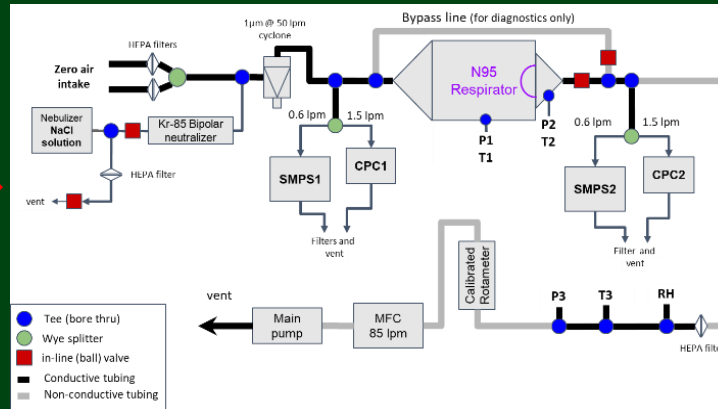 Bypass line (for diagnostics only)
1µm @ 50 lpm
cyclone
HEPA filters
Zero air
intake
N95
Respirator
Nebulizer
NaCl
solution
Kr-85 Bipolar
neutralizer
HEPA filter
vent
0.6 lpm
1.5 lpm
SMPS1
CPC1
Filters and
vent
P1
T1
P2
T2
0.6 lpm
1.5 lpm
SMPS2
CPC2
Filter and
vent
vent
Main
pump
MFC
85 lpm
Calibrated
Rotameter
P3
T3
RH
HEPA filte
Tee (bore thru)
Wye splitter
in-line (ball) valve
Conductive tubing
Non-conductive tubing